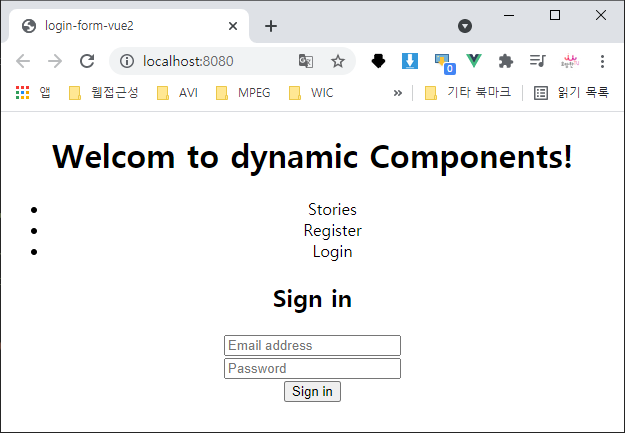 login-form-vue2
localhost:8080
0
앱 웹접근성 AVI MPEG WIC » 기타 북마크 읽기 목록
Welcom to dynamic Components!
Stories
Register
Login
Sign in
Email address
Password
Sign in